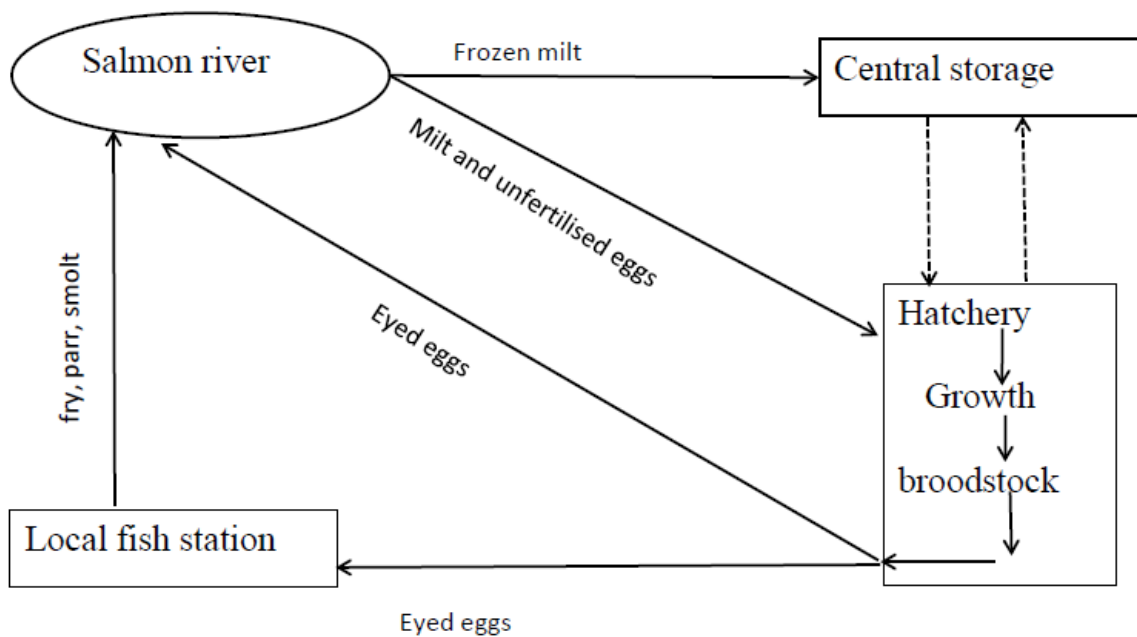 Salmon river
Frozen milt
Central storage
Milt and unfertilised eggs
Eyed eggs
fry, parr, smolt
Hatchery
Growth
broodstock
Local fish station
Eyed eggs